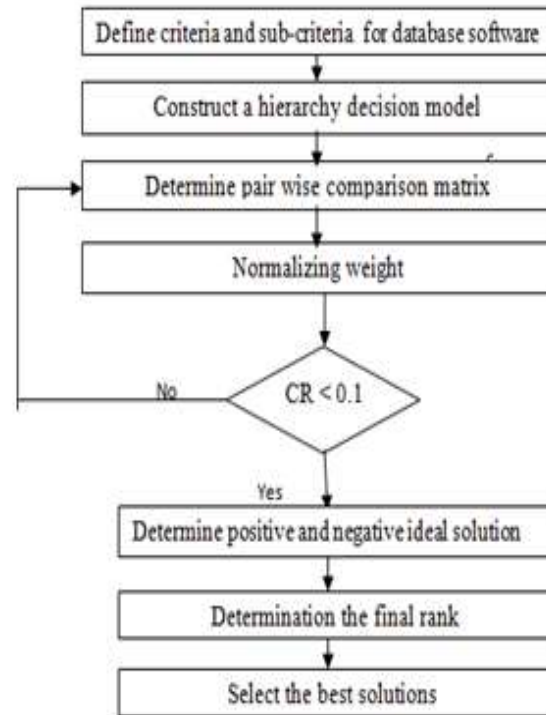 Define criteria and sub-criteria for database software
Construct a hierarchy decision model
Determine pair wise comparison matrix
Normalizing weight
CR < 0.1
No
Yes
Determine positive and negative ideal solution
Determination the final rank
Select the best solutions